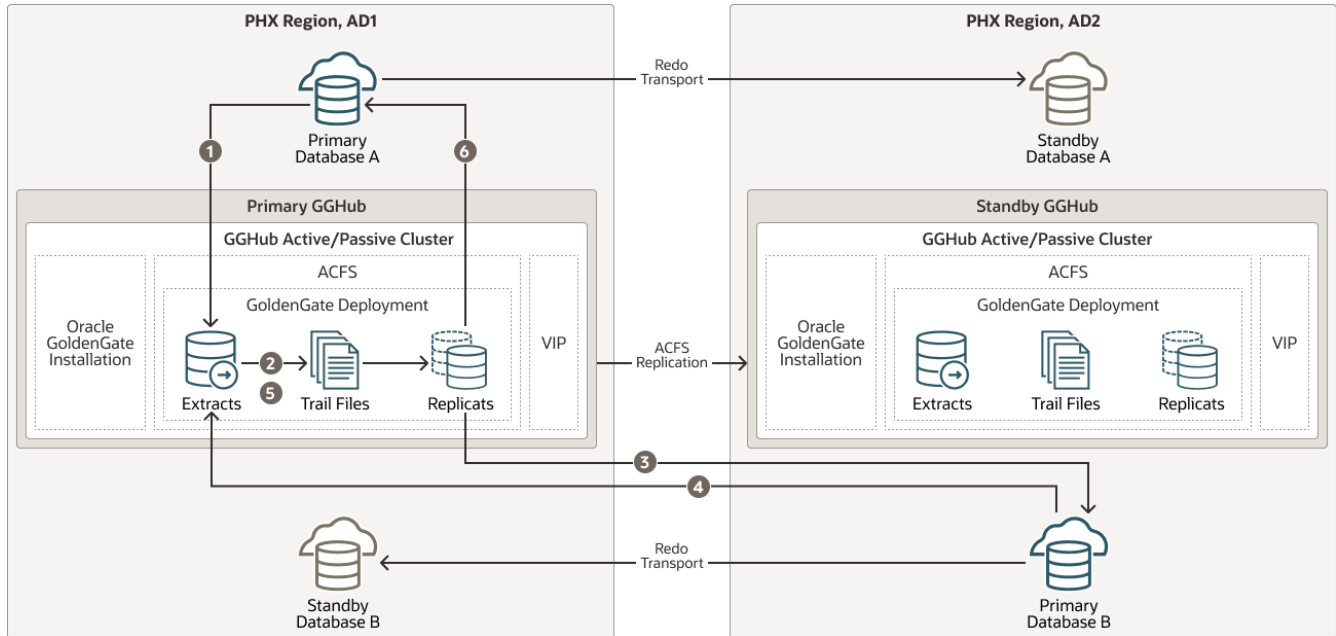 PHX Region, AD1
PHX Region, AD2
Redo
Transport
Primary
Database A
Standby
Database A
1
6
Primary GGHub
Standby GGHub
GGHub Active/Passive Cluster
GGHub Active/Passive Cluster
ACFS
ACFS
GoldenGate Deployment
GoldenGate Deployment
Oracle
GoldenGate
Installation
2
5
Extracts
Trail Files
Replicats
VIP
ACFS
Replication
Oracle
GoldenGate
Installation
Extracts
Trail Files
Replicats
VIP
3
4
Redo
Transport
Standby
Database B
Primary
Database B